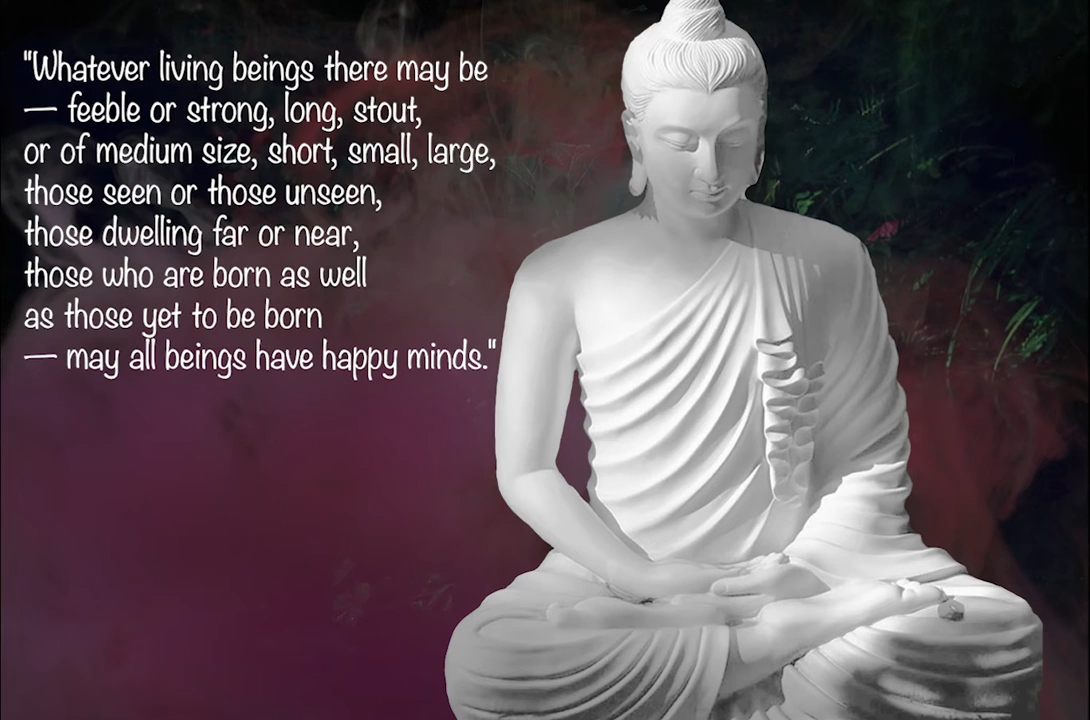 "Whatever living beings there may be
— feeble or strong, long, stout,
or of medium size, short, small, large,
those seen or those unseen,
those dwelling far or near,
those who are born as well
as those yet to be born
— may all beings have happy minds."